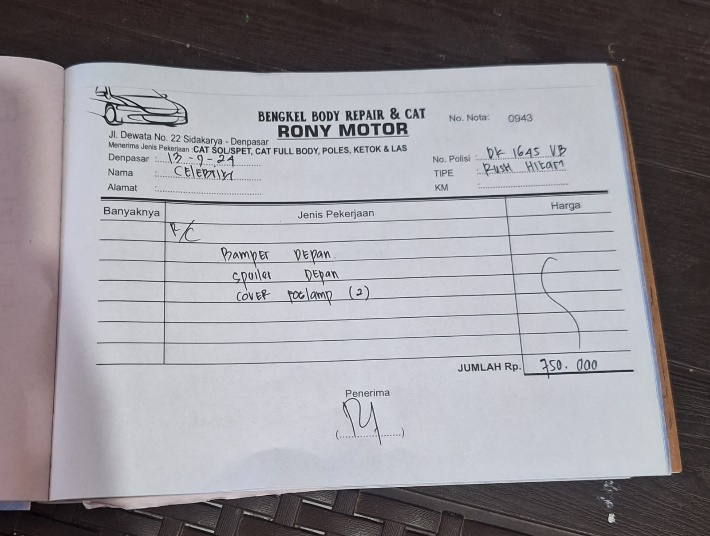 BENGKEL BODY REPAIR & CAT
RONY MOTOR
No. Nota: 0943
Jl. Dewata No. 22 Sidakarya - Denpasar
Menerima Jenis Pekerjaan CAT SOL/SPET, CAT FULL BODY, POLES, KETOK & LAS
Denpasar : 13-9-24
No. Polisi : DK 1645 VB
Nama :
TIPE : RUSH HITAM
Alamat :
KM :
Banyaknya Jenis Pekerjaan Harga
R/C
Bamper Depan
Spoiler Depan
Cover Foglamp (2)
JUMLAH Rp. 750.000
Penerima
(..................)